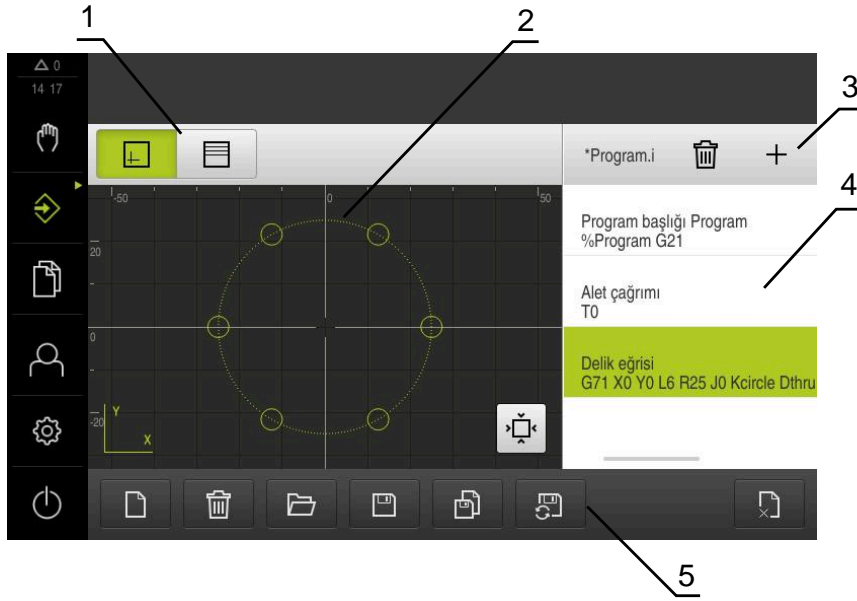 1
2
3
4
5
△ 0
14 17
*Program.i
-50
0
50
20
0
-20
Y
X
Program başlığı Program
%Program G21
Alet çağrımı
T0
Delik eğrisi
G71 X0 Y0 L6 R25 J0 Kcircle Dthru